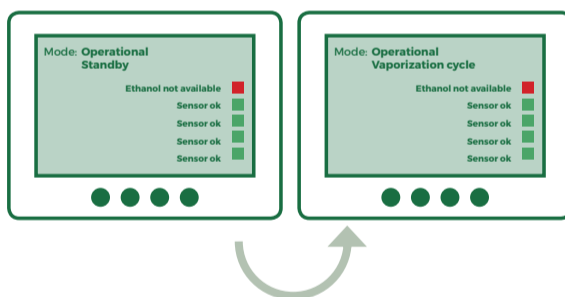 Mode: Operational
Standby
Ethanol not available
Sensor ok
Sensor ok
Sensor ok
Sensor ok
Mode: Operational
Vaporization cycle
Ethanol not available
Sensor ok
Sensor ok
Sensor ok
Sensor ok